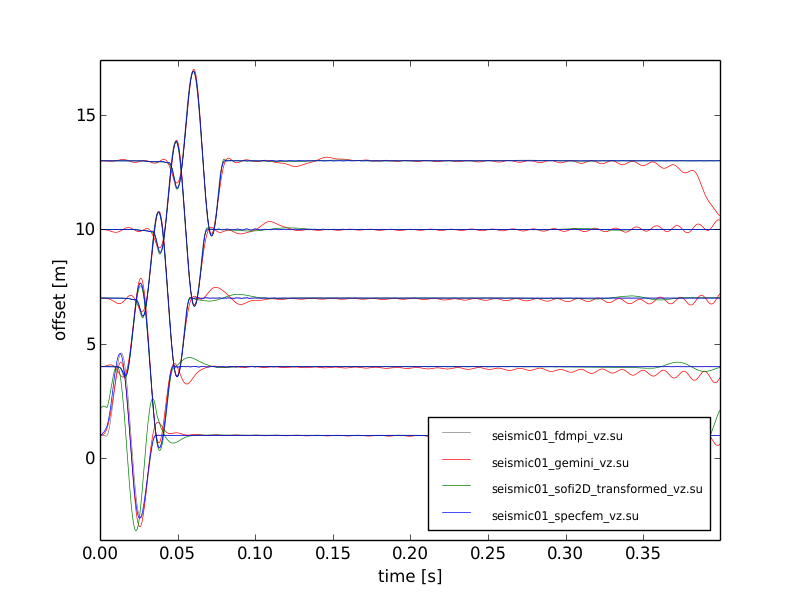 15
10
5
0
offset [m]
0.00 0.05 0.10 0.15 0.20 0.25 0.30 0.35
time [s]
seismic01_fdmpi_vz.su
seismic01_gemini_vz.su
seismic01_sofi2D_transformed_vz.su
seismic01_specfem_vz.su